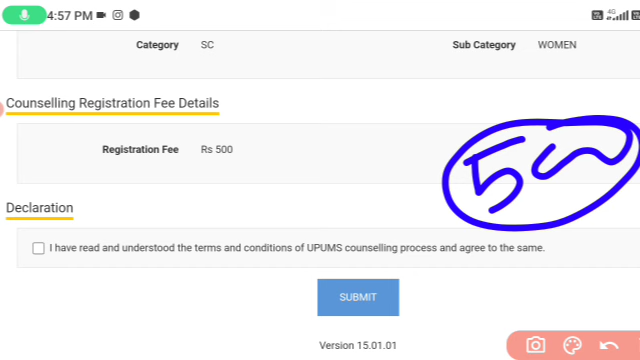 4:57 PM 4G
Category SC Sub Category WOMEN
Counselling Registration Fee Details
Registration Fee Rs 500
500
Declaration
I have read and understood the terms and conditions of UPUMS counselling process and agree to the same.
SUBMIT
Version 15.01.01